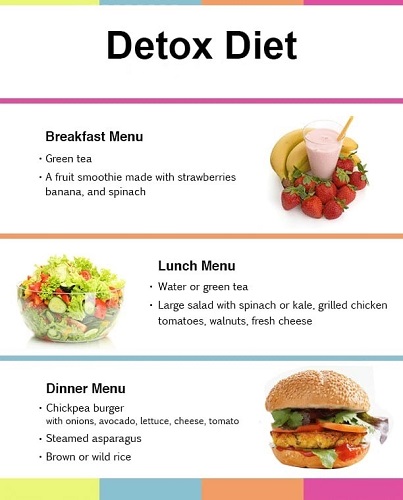 Detox Diet
Breakfast Menu
• Green tea
• A fruit smoothie made with strawberries
banana, and spinach
Lunch Menu
• Water or green tea
• Large salad with spinach or kale, grilled chicken
tomatoes, walnuts, fresh cheese
Dinner Menu
• Chickpea burger
with onions, avocado, lettuce, cheese, tomato
• Steamed asparagus
• Brown or wild rice